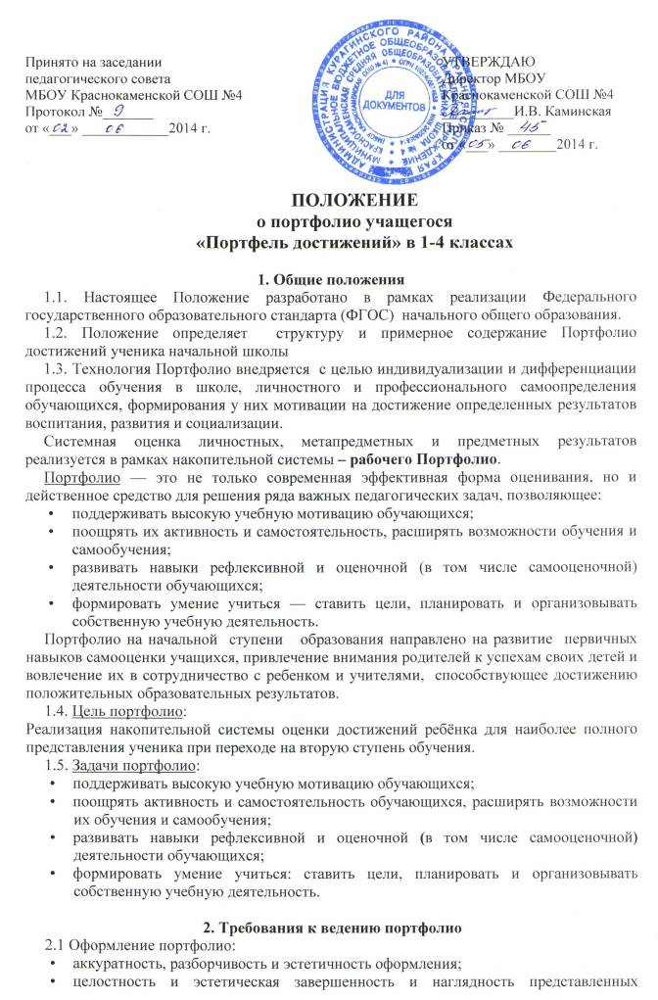 Принято на заседании
педагогического совета
МБОУ Краснокаменской СОШ №4
Протокол № 9
от «02» 06 2014 г.
УТВЕРЖДАЮ
Директор МБОУ
Краснокаменской СОШ №4
И.В. Каминская
Приказ № 45
от «05» 06 2014 г.
ДЛЯ
ДОКУМЕНТОВ
ПОЛОЖЕНИЕ
о портфолио учащегося
«Портфель достижений» в 1-4 классах
1. Общие положения
1.1. Настоящее Положение разработано в рамках реализации Федерального
государственного образовательного стандарта (ФГОС) начального общего образования.
1.2. Положение определяет структуру и примерное содержание Портфолио
достижений ученика начальной школы
1.3. Технология Портфолио внедряется с целью индивидуализации и дифференциации
процесса обучения в школе, личностного и профессионального самоопределения
обучающихся, формирования у них мотивации на достижение определенных результатов
воспитания, развития и социализации.
Системная оценка личностных, метапредметных и предметных результатов
реализуется в рамках накопительной системы – рабочего Портфолио.
Портфолио — это не только современная эффективная форма оценивания, но и
действенное средство для решения ряда важных педагогических задач, позволяющее:
• поддерживать высокую учебную мотивацию обучающихся;
• поощрять их активность и самостоятельность, расширять возможности обучения и
самообучения;
• развивать навыки рефлексивной и оценочной (в том числе самооценочной)
деятельности обучающихся;
• формировать умение учиться — ставить цели, планировать и организовывать
собственную учебную деятельность.
Портфолио на начальной ступени образования направлено на развитие первичных
навыков самооценки учащихся, привлечение внимания родителей к успехам своих детей и
вовлечение их в сотрудничество с ребенком и учителями, способствующее достижению
положительных образовательных результатов.
1.4. Цель портфолио:
Реализация накопительной системы оценки достижений ребёнка для наиболее полного
представления ученика при переходе на вторую ступень обучения.
1.5. Задачи портфолио:
• поддерживать высокую учебную мотивацию обучающихся;
• поощрять активность и самостоятельность обучающихся, расширять возможности
их обучения и самообучения;
• развивать навыки рефлексивной и оценочной (в том числе самооценочной)
деятельности обучающихся;
• формировать умение учиться: ставить цели, планировать и организовывать
собственную учебную деятельность.
2. Требования к ведению портфолио
2.1 Оформление портфолио:
• аккуратность, разборчивость и эстетичность оформления;
• целостность и эстетическая завершенность и наглядность представленных